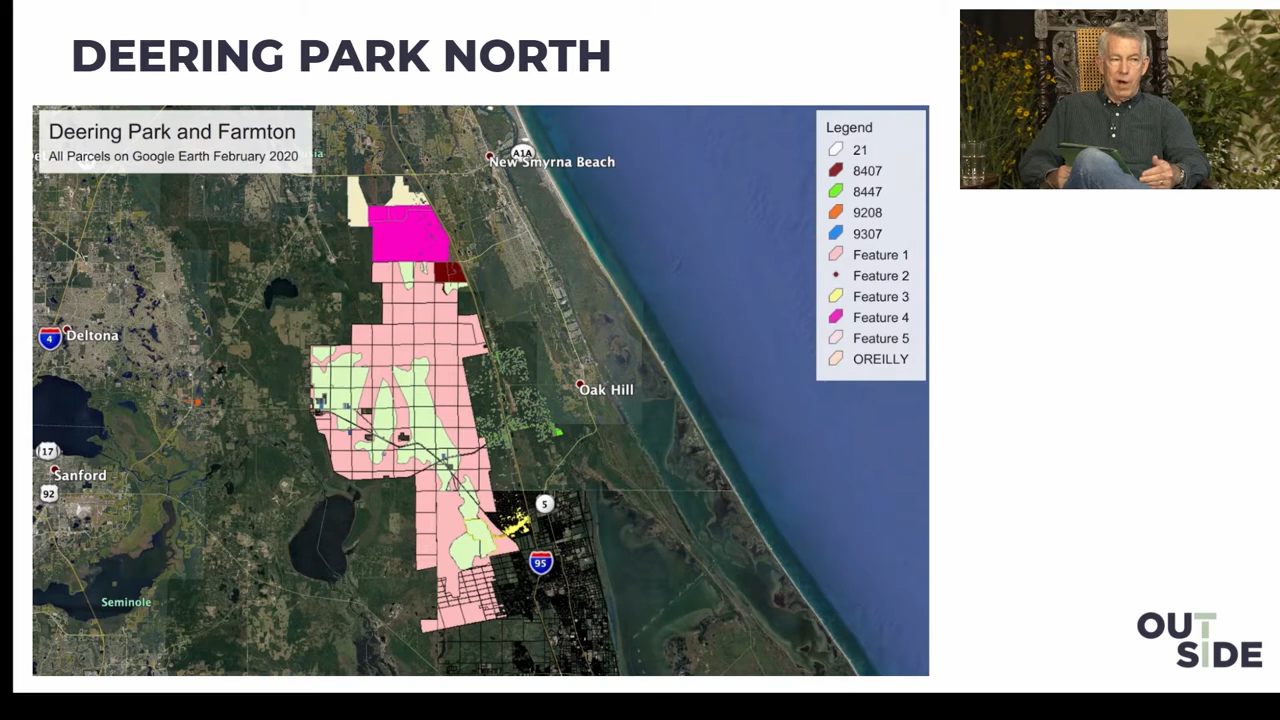 DEERING PARK NORTH
Deering Park and Farmton
All Parcels on Google Earth February 2020
usia
A1A
New Smyrna Beach
4
Deltona
Oak Hill
17
Sanford
92
5
95
Seminole
Legend
21
8407
8447
9208
9307
Feature 1
Feature 2
Feature 3
Feature 4
Feature 5
OREILLY
OUT
SIDE